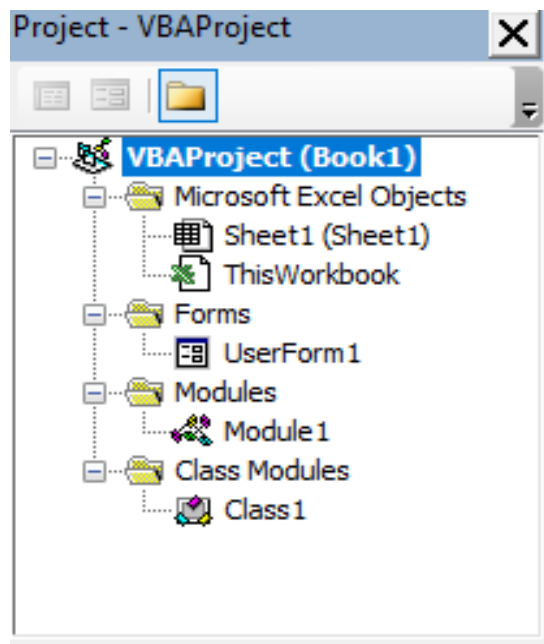 Project - VBAProject
VBAProject (Book1)
Microsoft Excel Objects
Sheet1 (Sheet1)
ThisWorkbook
Forms
UserForm1
Modules
Module1
Class Modules
Class1